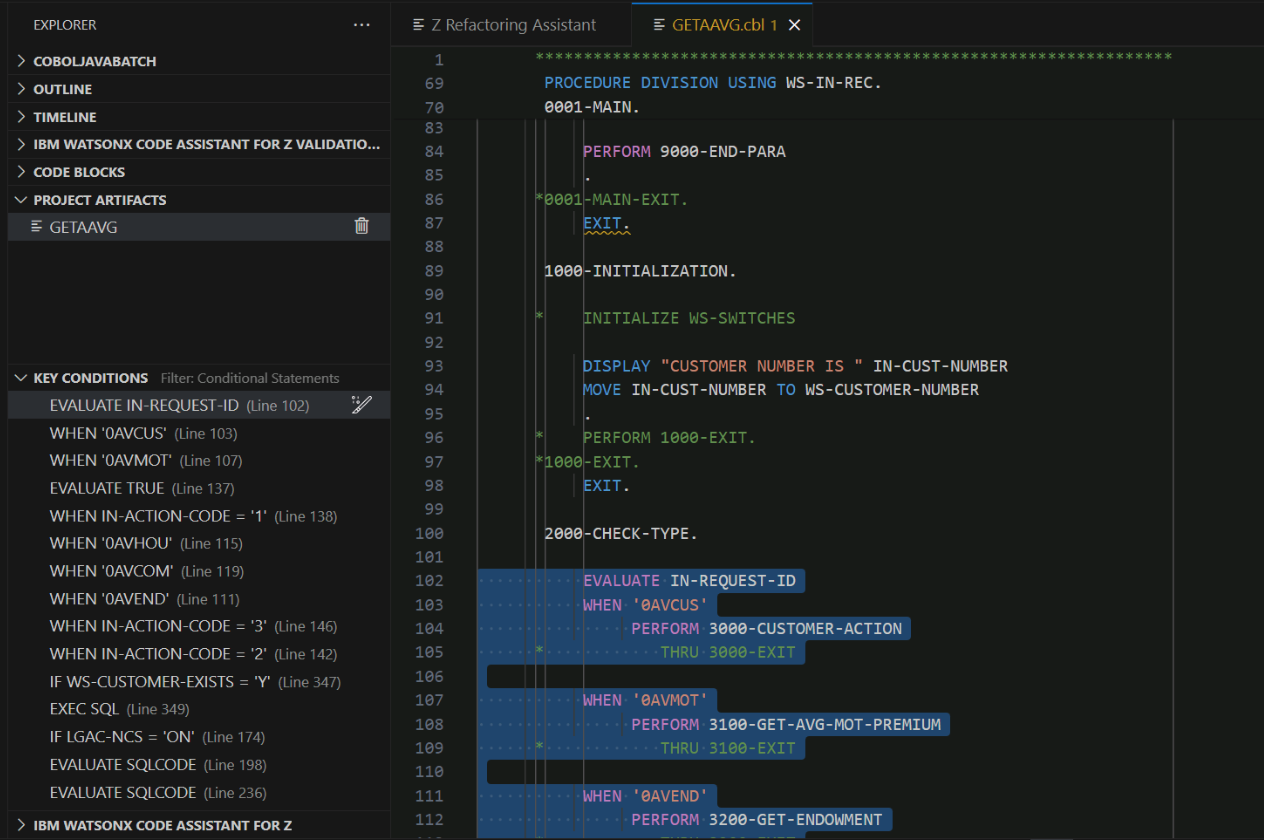 EXPLORER ...
COBOLJAVABATCH
OUTLINE
TIMELINE
IBM WATSONX CODE ASSISTANT FOR Z VALIDATIO...
CODE BLOCKS
PROJECT ARTIFACTS
GETAAVG
KEY CONDITIONS Filter: Conditional Statements
EVALUATE IN-REQUEST-ID (Line 102)
WHEN '0AVCUS' (Line 103)
WHEN '0AVMOT' (Line 107)
EVALUATE TRUE (Line 137)
WHEN IN-ACTION-CODE = '1' (Line 138)
WHEN '0AVHOU' (Line 115)
WHEN '0AVCOM' (Line 119)
WHEN '0AVEND' (Line 111)
WHEN IN-ACTION-CODE = '3' (Line 146)
WHEN IN-ACTION-CODE = '2' (Line 142)
IF WS-CUSTOMER-EXISTS = 'Y' (Line 347)
EXEC SQL (Line 349)
IF LGAC-NCS = 'ON' (Line 174)
EVALUATE SQLCODE (Line 198)
EVALUATE SQLCODE (Line 236)
IBM WATSONX CODE ASSISTANT FOR Z
Z Refactoring Assistant
GETAAVG.cbl 1
1 ******************************************************************
69 PROCEDURE DIVISION USING WS-IN-REC.
70 0001-MAIN.
83
84 PERFORM 9000-END-PARA
85 .
86 *0001-MAIN-EXIT.
87 EXIT.
88
89 1000-INITIALIZATION.
90
91 * INITIALIZE WS-SWITCHES
92
93 DISPLAY "CUSTOMER NUMBER IS " IN-CUST-NUMBER
94 MOVE IN-CUST-NUMBER TO WS-CUSTOMER-NUMBER
95 .
96 * PERFORM 1000-EXIT.
97 *1000-EXIT.
98 EXIT.
99
100 2000-CHECK-TYPE.
101
102 EVALUATE IN-REQUEST-ID
103 WHEN '0AVCUS'
104 PERFORM 3000-CUSTOMER-ACTION
105 * THRU 3000-EXIT
106
107 WHEN '0AVMOT'
108 PERFORM 3100-GET-AVG-MOT-PREMIUM
109 * THRU 3100-EXIT
110
111 WHEN '0AVEND'
112 PERFORM 3200-GET-ENDOWMENT